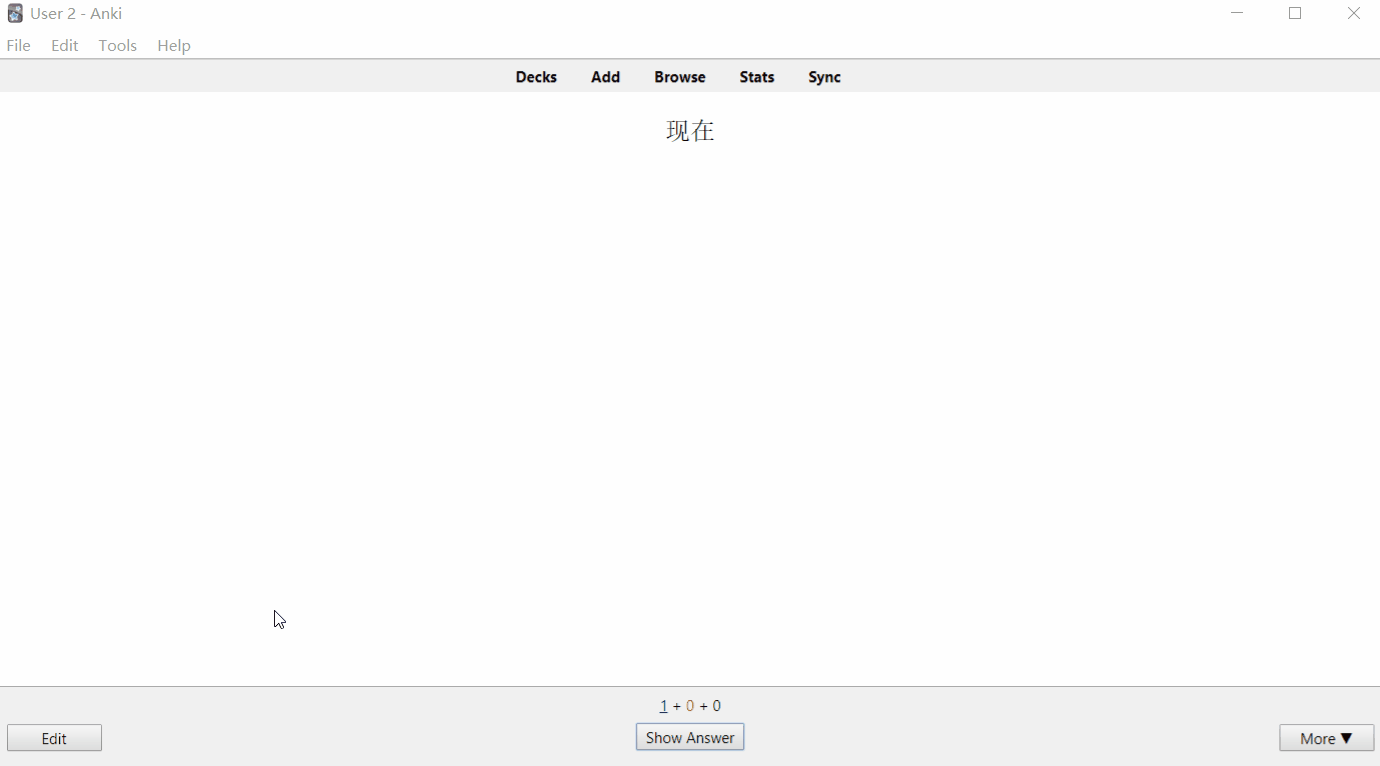 User 2 - Anki
File Edit Tools Help
Decks Add Browse Stats Sync
现在
1 + 0 + 0
Edit Show Answer More ▼